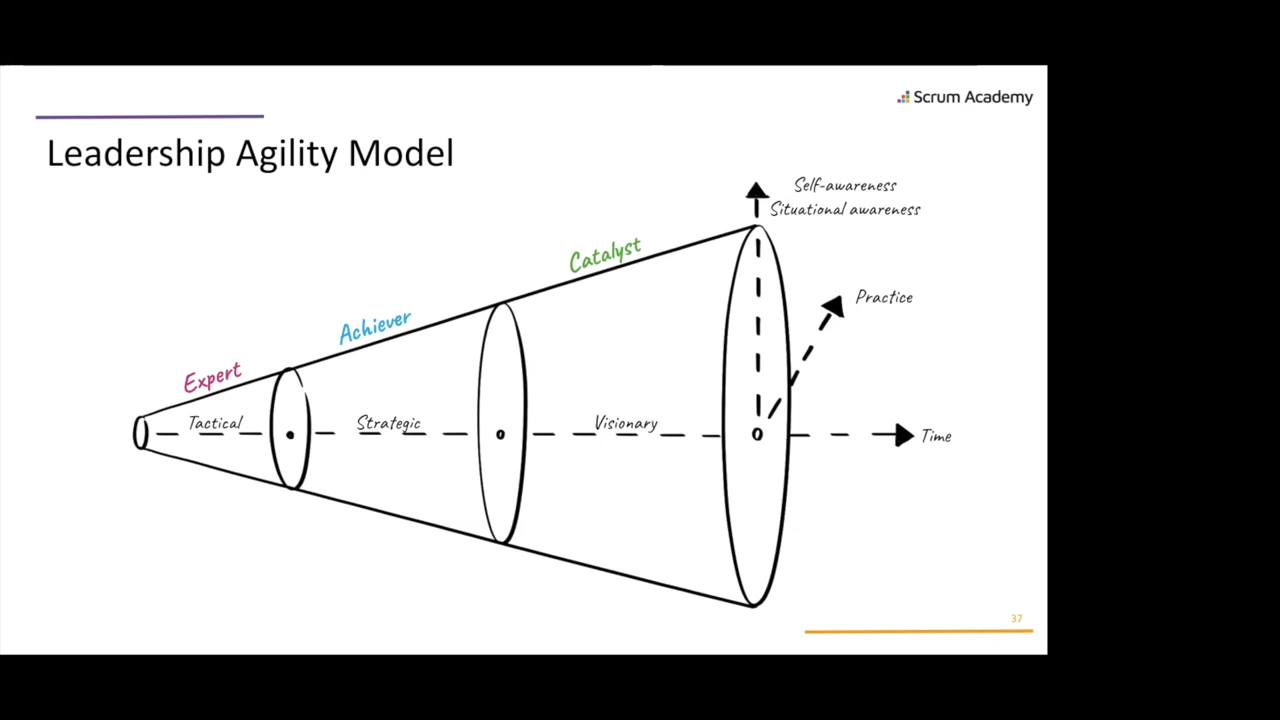 Scrum Academy
Leadership Agility Model
Self-awareness
Situational awareness
Catalyst
Practice
Achiever
Expert
Tactical
Strategic
Visionary
Time
37